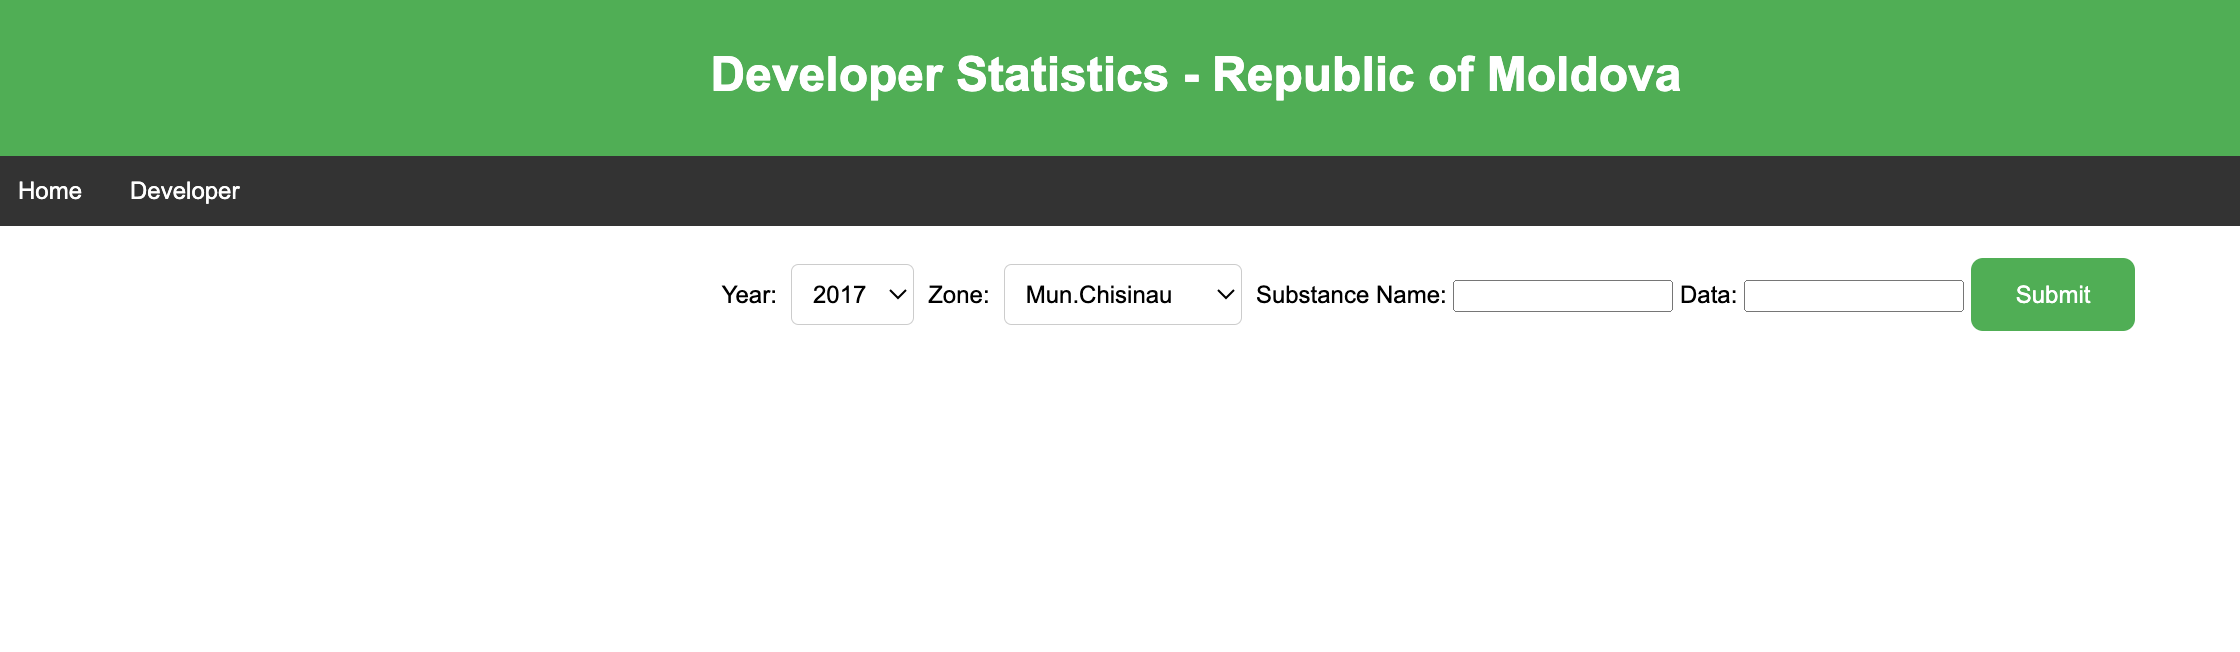 Developer Statistics - Republic of Moldova
Home Developer
Year: 2017 Zone: Mun.Chisinau Substance Name: Data: Submit